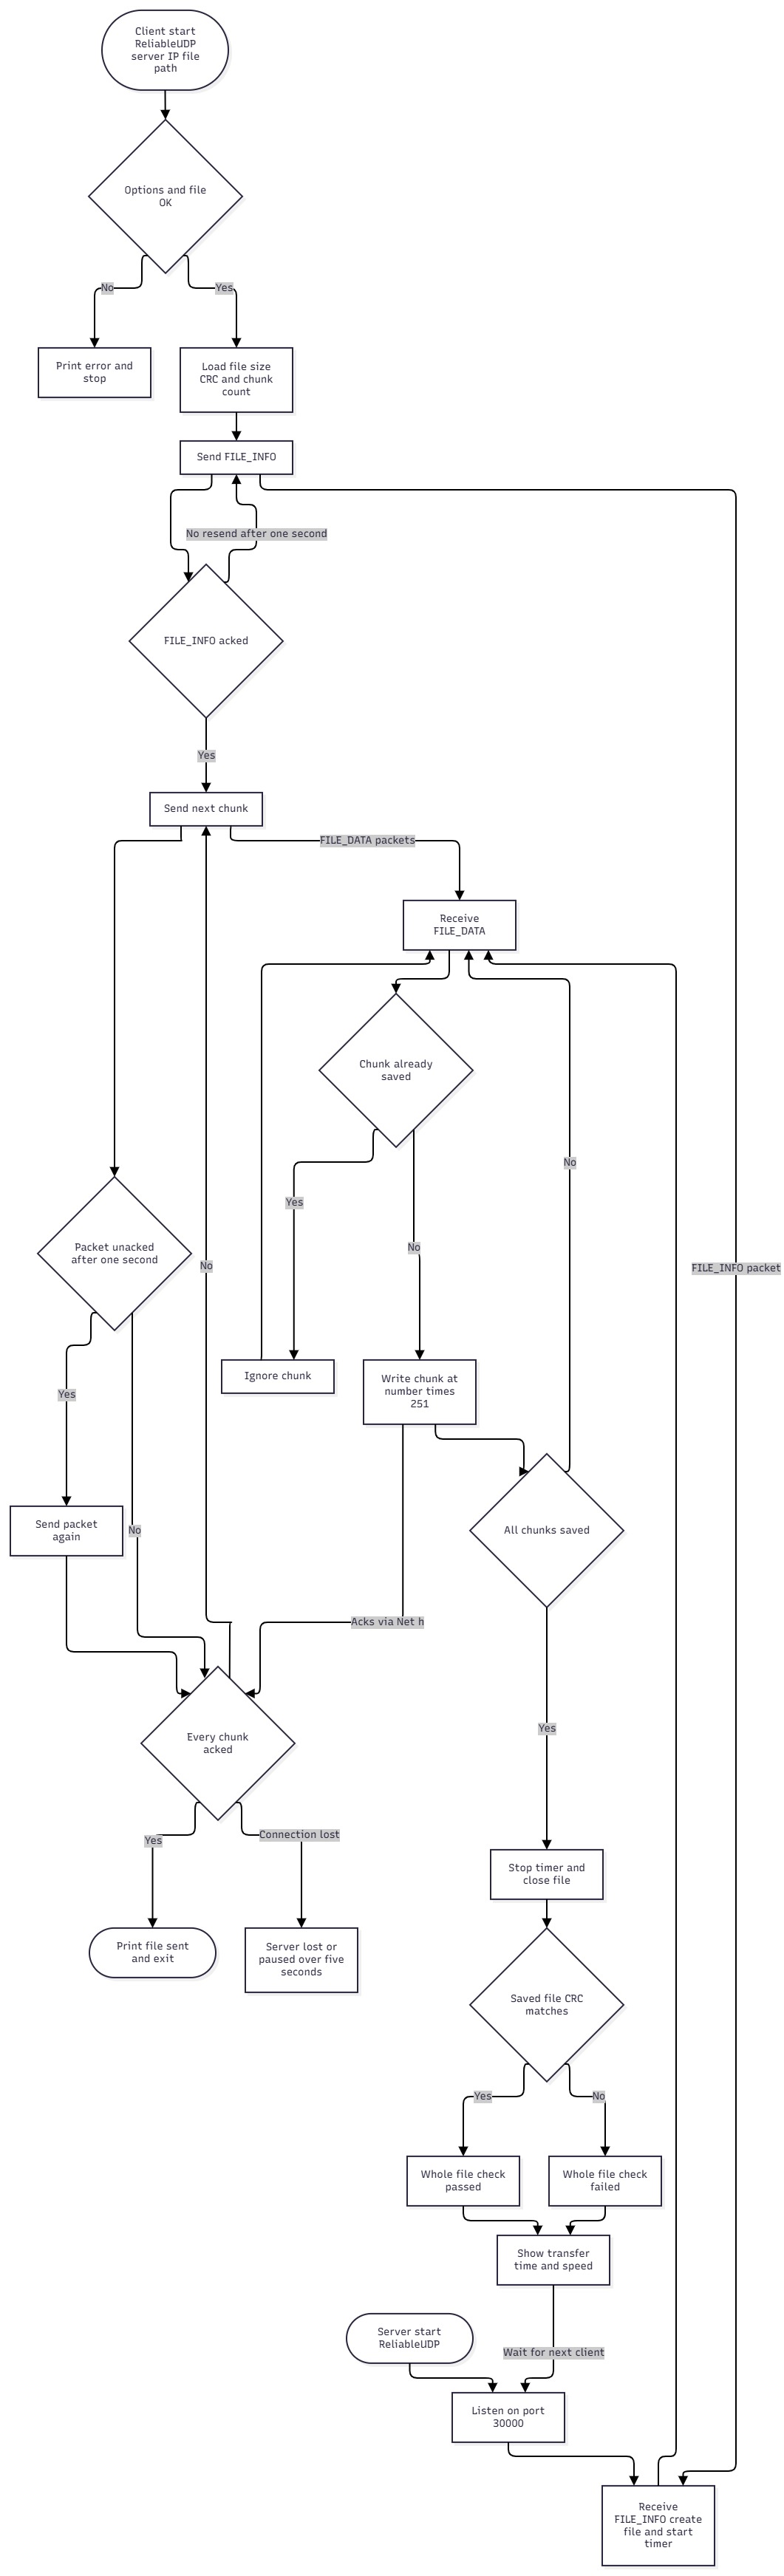 Client start
ReliableUDP
server IP file
path
Options and file
OK
No
Yes
Print error and
stop
Load file size
CRC and chunk
count
Send FILE_INFO
No resend after one second
FILE_INFO acked
Yes
Send next chunk
FILE_DATA packets
Receive
FILE_DATA
Chunk already
saved
Yes
No
No
Packet unacked
after one second
No
FILE_INFO packet
Ignore chunk
Write chunk at
number times
251
Yes
Send packet
again
No
All chunks saved
Acks via Net h
Every chunk
acked
Yes
Yes
Connection lost
Stop timer and
close file
Print file sent
and exit
Server lost or
paused over five
seconds
Saved file CRC
matches
Yes
No
Whole file check
passed
Whole file check
failed
Show transfer
time and speed
Server start
ReliableUDP
Wait for next client
Listen on port
30000
Receive
FILE_INFO create
file and start
timer